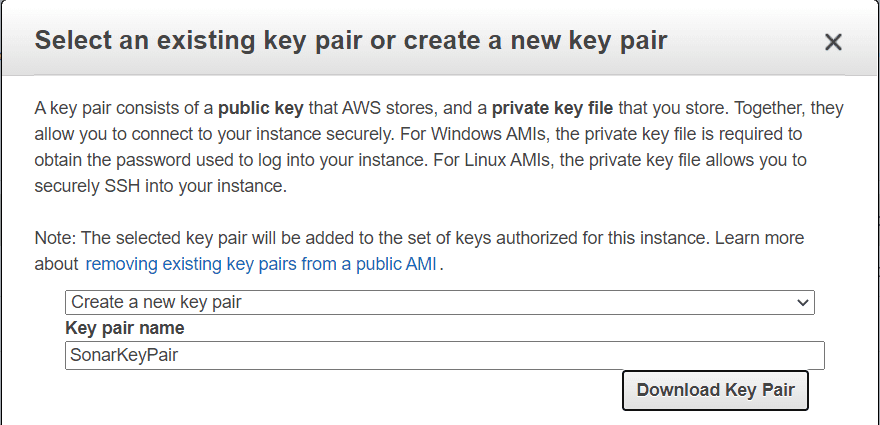 Select an existing key pair or create a new key pair
A key pair consists of a public key that AWS stores, and a private key file that you store. Together, they
allow you to connect to your instance securely. For Windows AMIs, the private key file is required to
obtain the password used to log into your instance. For Linux AMIs, the private key file allows you to
securely SSH into your instance.
Note: The selected key pair will be added to the set of keys authorized for this instance. Learn more
about removing existing key pairs from a public AMI .
Create a new key pair
Key pair name
SonarKeyPair
Download Key Pair